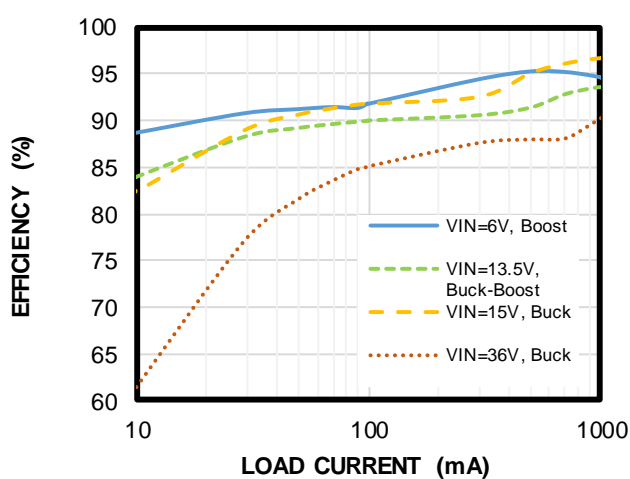 100
95
90
85
80
75
70
65
60
EFFICIENCY (%)
VIN=6V, Boost
VIN=13.5V,
Buck-Boost
VIN=15V, Buck
VIN=36V, Buck
10 100 1000
LOAD CURRENT (mA)